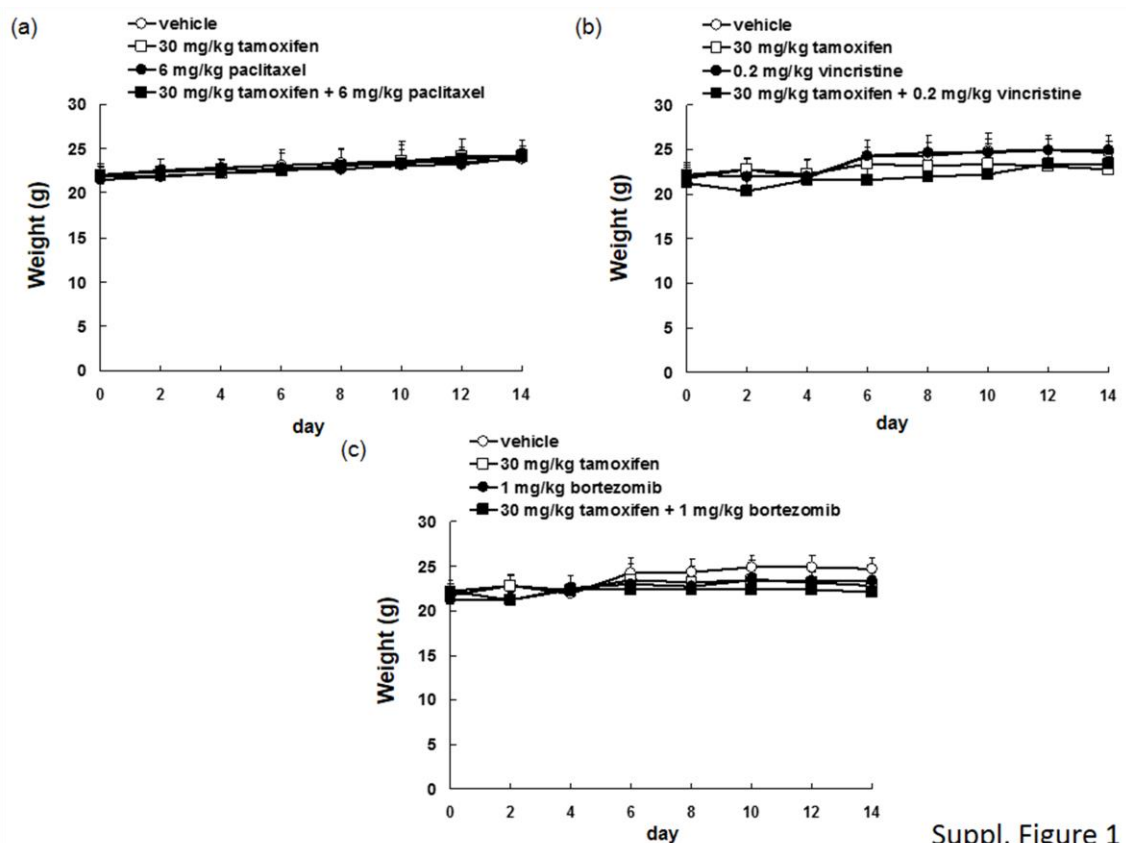 (a)
vehicle
30 mg/kg tamoxifen
6 mg/kg paclitaxel
30 mg/kg tamoxifen + 6 mg/kg paclitaxel
30
25
20
15
10
5
0
Weight (g)
0 2 4 6 8 10 12 14
day
(b)
vehicle
30 mg/kg tamoxifen
0.2 mg/kg vincristine
30 mg/kg tamoxifen + 0.2 mg/kg vincristine
30
25
20
15
10
5
0
Weight (g)
0 2 4 6 8 10 12 14
day
(c)
vehicle
30 mg/kg tamoxifen
1 mg/kg bortezomib
30 mg/kg tamoxifen + 1 mg/kg bortezomib
30
25
20
15
10
5
0
Weight (g)
0 2 4 6 8 10 12 14
day
Suppl. Figure 1